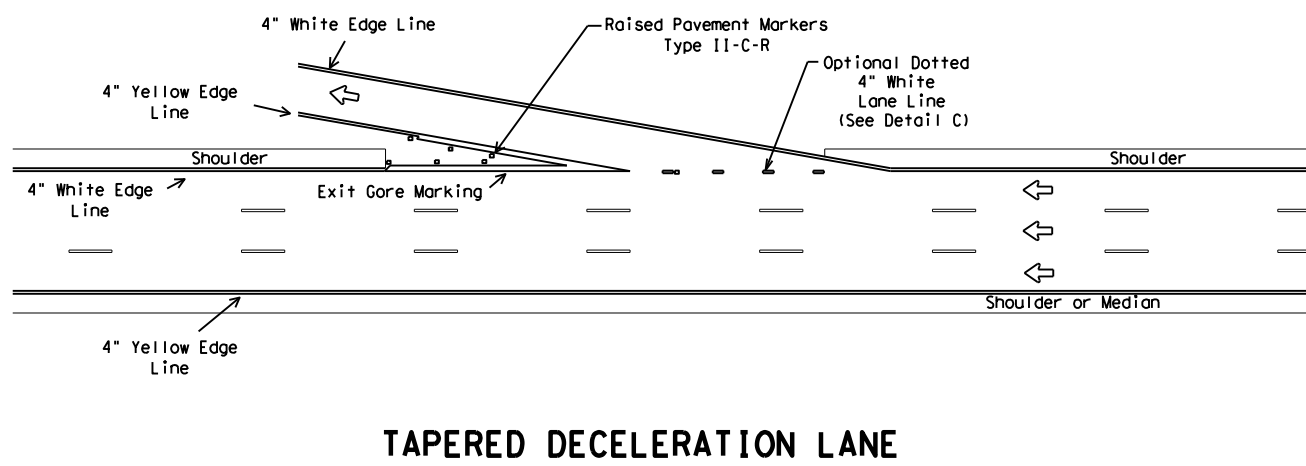 4" White Edge Line
Raised Pavement Markers
Type II-C-R
Optional Dotted
4" White
Lane Line
(See Detail C)
4" Yellow Edge
Line
Shoulder
Shoulder
4" White Edge
Line
Exit Gore Marking
Shoulder or Median
4" Yellow Edge
Line
TAPERED DECELERATION LANE